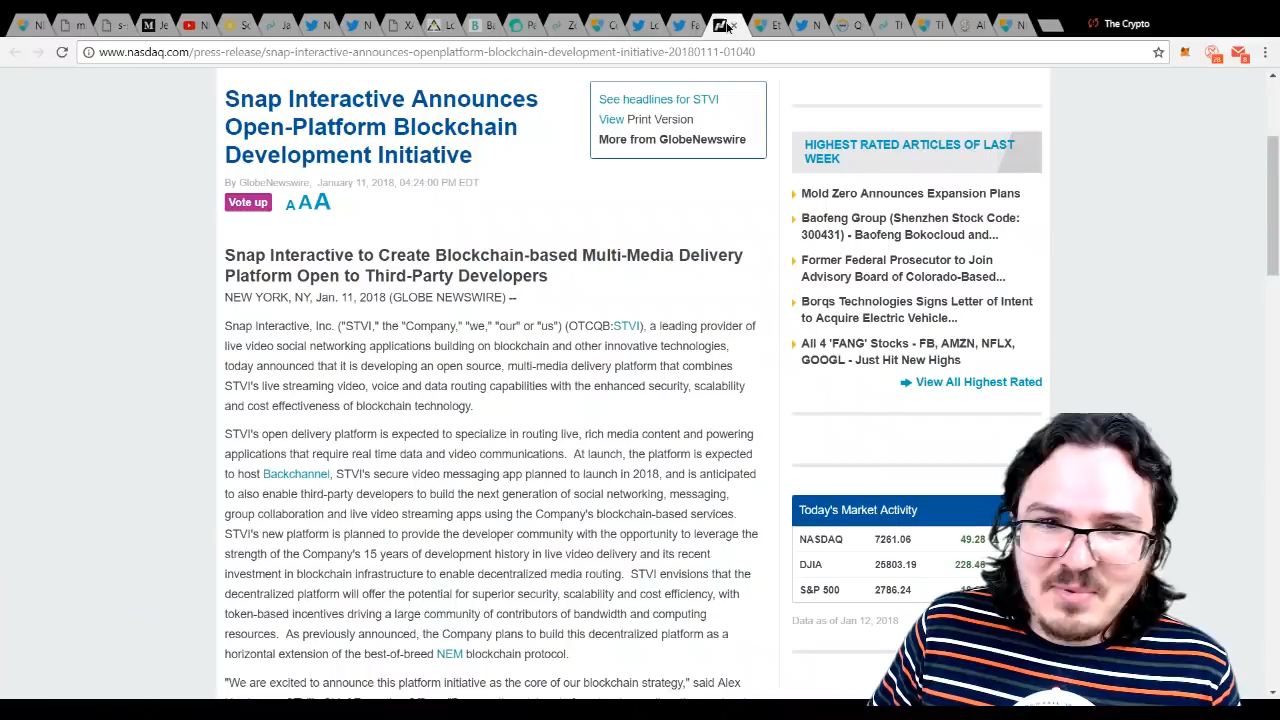 The Crypto
www.nasdaq.com/press-release/snap-interactive-announces-openplatform-blockchain-development-initiative-20180111-01040
Snap Interactive Announces
Open-Platform Blockchain
Development Initiative
By GlobeNewswire, January 11, 2018, 04:24:00 PM EDT
Vote up
A A A
See headlines for STVI
View Print Version
More from GlobeNewswire
Snap Interactive to Create Blockchain-based Multi-Media Delivery
Platform Open to Third-Party Developers
NEW YORK, NY, Jan. 11, 2018 (GLOBE NEWSWIRE) --
Snap Interactive, Inc. ("STVI," the "Company," "we," "our" or "us") (OTCQB:STVI), a leading provider of
live video social networking applications building on blockchain and other innovative technologies,
today announced that it is developing an open source, multi-media delivery platform that combines
STVI's live streaming video, voice and data routing capabilities with the enhanced security, scalability
and cost effectiveness of blockchain technology.
STVI's open delivery platform is expected to specialize in routing live, rich media content and powering
applications that require real time data and video communications. At launch, the platform is expected
to host Backchannel, STVI's secure video messaging app planned to launch in 2018, and is anticipated
to also enable third-party developers to build the next generation of social networking, messaging,
group collaboration and live video streaming apps using the Company's blockchain-based services.
STVI's new platform is planned to provide the developer community with the opportunity to leverage the
strength of the Company's 15 years of development history in live video delivery and its recent
investment in blockchain infrastructure to enable decentralized media routing. STVI envisions that the
decentralized platform will offer the potential for superior security, scalability and cost efficiency, with
token-based incentives driving a large community of contributors of bandwidth and computing
resources. As previously announced, the Company plans to build this decentralized platform as a
horizontal extension of the best-of-breed NEM blockchain protocol.
"We are excited to announce this platform initiative as the core of our blockchain strategy," said Alex
HIGHEST RATED ARTICLES OF LAST
WEEK
Mold Zero Announces Expansion Plans
Baofeng Group (Shenzhen Stock Code:
300431) - Baofeng Bokocloud and...
Former Federal Prosecutor to Join
Advisory Board of Colorado-Based...
Borqs Technologies Signs Letter of Intent
to Acquire Electric Vehicle...
All 4 'FANG' Stocks - FB, AMZN, NFLX,
GOOGL - Just Hit New Highs
View All Highest Rated
Today's Market Activity
NASDAQ 7261.06 49.28
DJIA 25803.19 228.46
S&P 500 2786.24
Data as of Jan 12, 2018